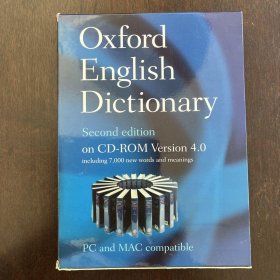 Oxford
English
Dictionary
Second edition
on CD-ROM Version 4.0
including 7,000 new words and meanings
PC and MAC compatible